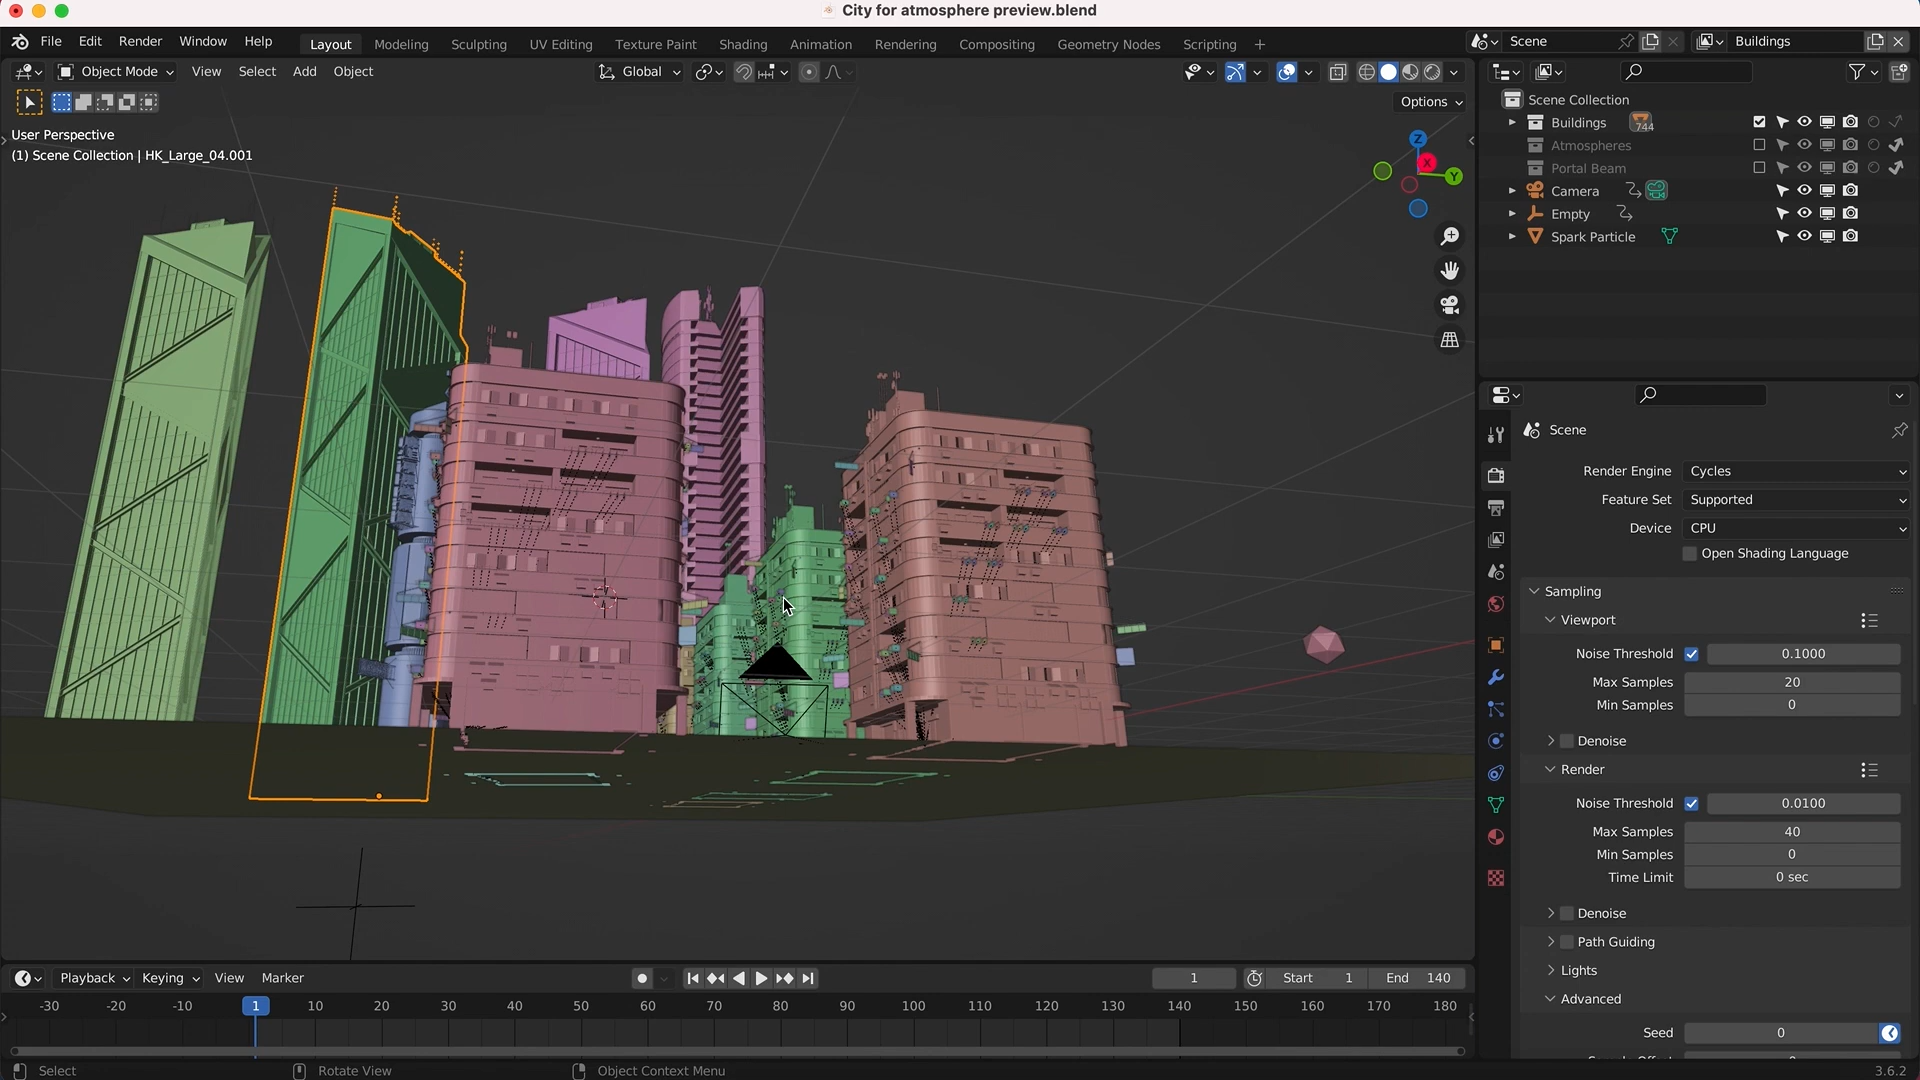 City for atmosphere preview.blend
File Edit Render Window Help Layout Modeling Sculpting UV Editing Texture Paint Shading Animation Rendering Compositing Geometry Nodes Scripting + Scene Buildings
Object Mode View Select Add Object Global
Options
User Perspective
(1) Scene Collection | HK_Large_04.001
Z
X
Y
Scene Collection
Buildings 744
Atmospheres
Portal Beam
Camera
Empty
Spark Particle
Scene
Render Engine Cycles
Feature Set Supported
Device CPU
Open Shading Language
Sampling
Viewport
Noise Threshold 0.1000
Max Samples 20
Min Samples 0
Denoise
Render
Noise Threshold 0.0100
Max Samples 40
Min Samples 0
Time Limit 0 sec
Denoise
Path Guiding
Lights
Advanced
Seed 0
Playback Keying View Marker 1 Start 1 End 140
-30 -20 -10 1 10 20 30 40 50 60 70 80 90 100 110 120 130 140 150 160 170 180
Select Rotate View Object Context Menu 3.6.2